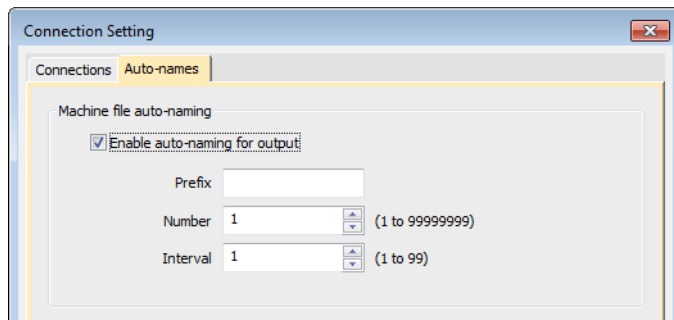 Connection Setting
Connections Auto-names
Machine file auto-naming
Enable auto-naming for output
Prefix
Number 1 (1 to 99999999)
Interval 1 (1 to 99)